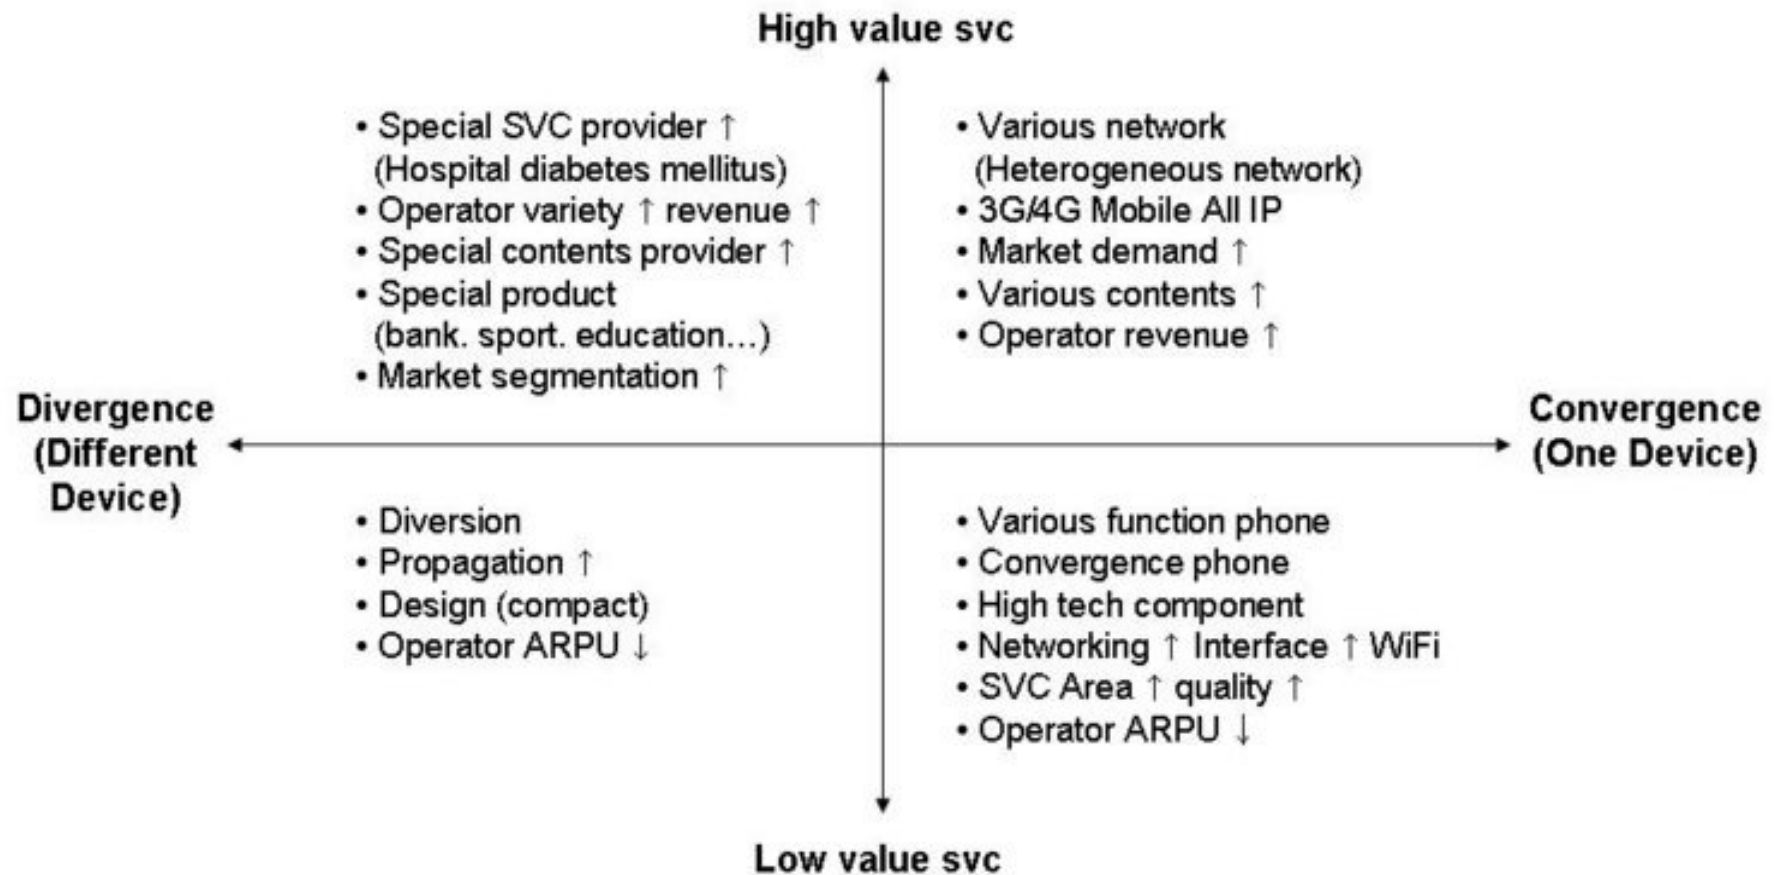 High value svc
• Special SVC provider ↑
(Hospital diabetes mellitus)
• Operator variety ↑ revenue ↑
• Special contents provider ↑
• Special product
(bank. sport. education...)
• Market segmentation ↑
• Various network
(Heterogeneous network)
• 3G/4G Mobile All IP
• Market demand ↑
• Various contents ↑
• Operator revenue ↑
Divergence
(Different
Device)
Convergence
(One Device)
• Diversion
• Propagation ↑
• Design (compact)
• Operator ARPU ↓
• Various function phone
• Convergence phone
• High tech component
• Networking ↑ Interface ↑ WiFi
• SVC Area ↑ quality ↑
• Operator ARPU ↓
Low value svc